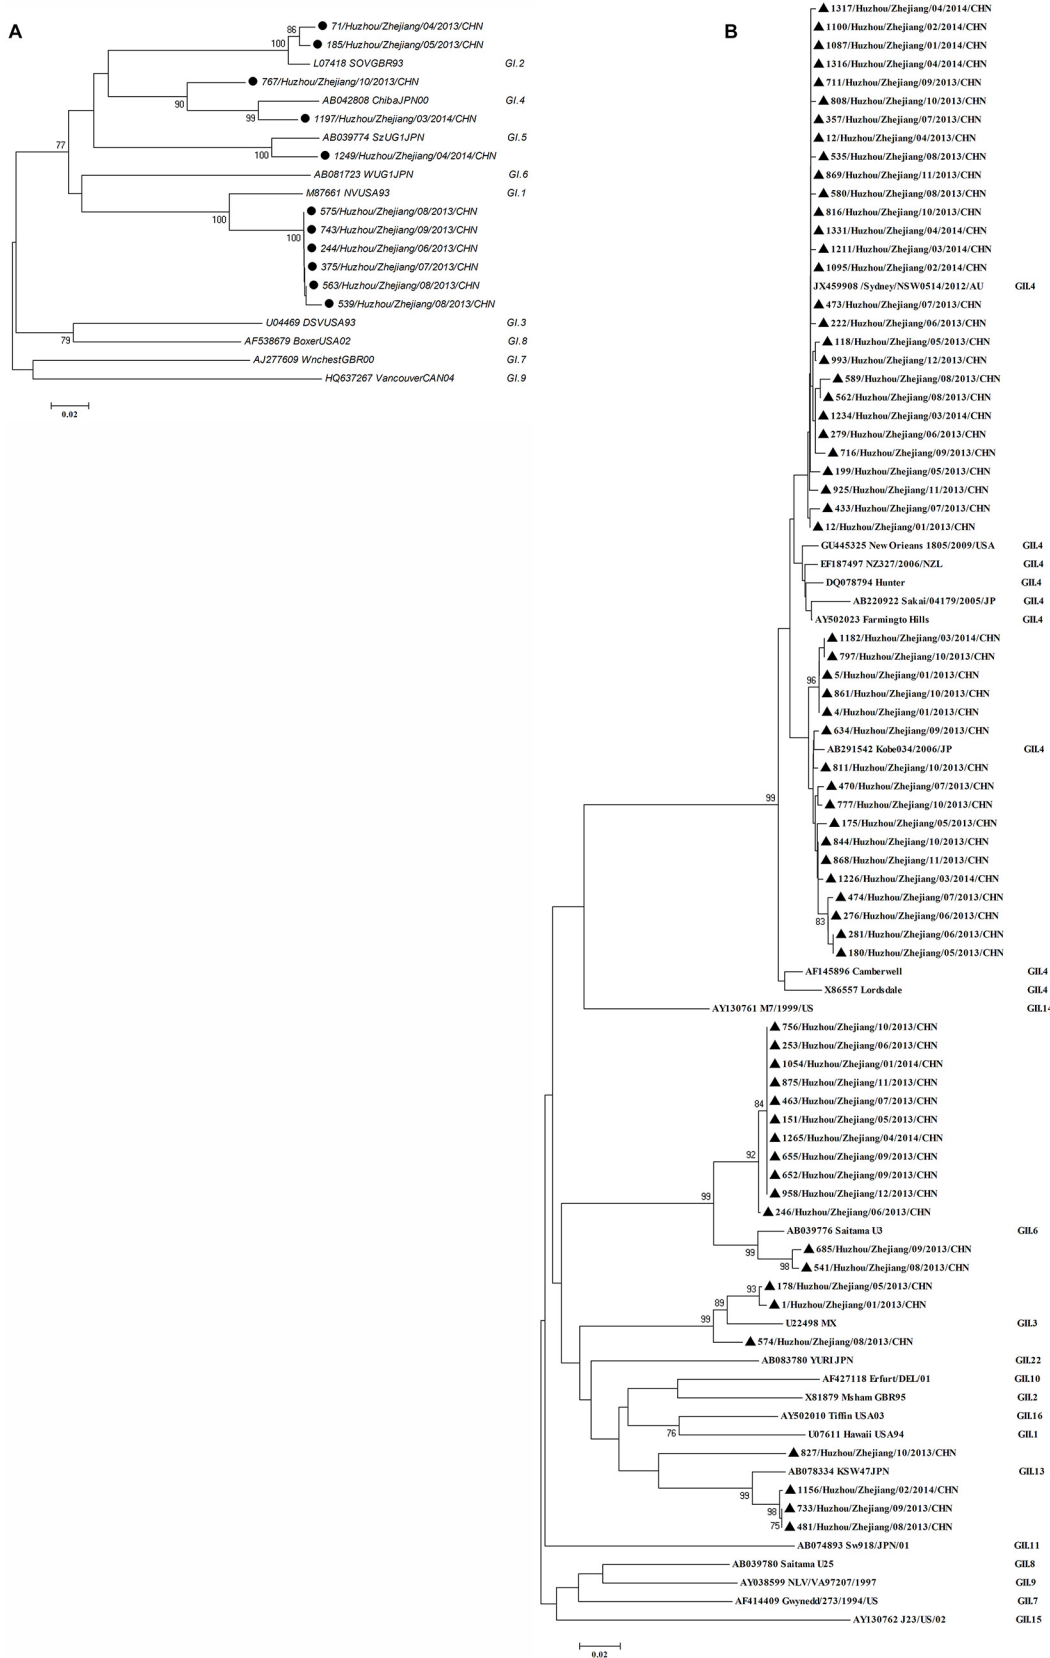 A
86
71/Huzhou/Zhejiang/04/2013/CHN
100
185/Huzhou/Zhejiang/05/2013/CHN
L07418 SOVGBR93 GI.2
767/Huzhou/Zhejiang/10/2013/CHN
90
AB042808 ChibaJPN00 GI.4
99
1197/Huzhou/Zhejiang/03/2014/CHN
77
AB039774 SzUG1JPN GI.5
100
1249/Huzhou/Zhejiang/04/2014/CHN
AB081723 WUG1JPN GI.6
M87661 NVUSA93 GI.1
100
575/Huzhou/Zhejiang/08/2013/CHN
743/Huzhou/Zhejiang/09/2013/CHN
100
244/Huzhou/Zhejiang/06/2013/CHN
375/Huzhou/Zhejiang/07/2013/CHN
563/Huzhou/Zhejiang/08/2013/CHN
539/Huzhou/Zhejiang/08/2013/CHN
U04469 DSVUSA93 GI.3
79
AF538679 BoxerUSA02 GI.8
AJ277609 WnchestGBR00 GI.7
HQ637267 VancouverCAN04 GI.9
0.02
B
1317/Huzhou/Zhejiang/04/2014/CHN
1100/Huzhou/Zhejiang/02/2014/CHN
1087/Huzhou/Zhejiang/01/2014/CHN
1316/Huzhou/Zhejiang/04/2014/CHN
711/Huzhou/Zhejiang/09/2013/CHN
808/Huzhou/Zhejiang/10/2013/CHN
357/Huzhou/Zhejiang/07/2013/CHN
12/Huzhou/Zhejiang/04/2013/CHN
535/Huzhou/Zhejiang/08/2013/CHN
869/Huzhou/Zhejiang/11/2013/CHN
580/Huzhou/Zhejiang/08/2013/CHN
816/Huzhou/Zhejiang/10/2013/CHN
1331/Huzhou/Zhejiang/04/2014/CHN
1211/Huzhou/Zhejiang/03/2014/CHN
1095/Huzhou/Zhejiang/02/2014/CHN
JX459908 /Sydney/NSW0514/2012/AU GII.4
473/Huzhou/Zhejiang/07/2013/CHN
222/Huzhou/Zhejiang/06/2013/CHN
118/Huzhou/Zhejiang/05/2013/CHN
993/Huzhou/Zhejiang/12/2013/CHN
589/Huzhou/Zhejiang/08/2013/CHN
562/Huzhou/Zhejiang/08/2013/CHN
1234/Huzhou/Zhejiang/03/2014/CHN
279/Huzhou/Zhejiang/06/2013/CHN
716/Huzhou/Zhejiang/09/2013/CHN
199/Huzhou/Zhejiang/05/2013/CHN
925/Huzhou/Zhejiang/11/2013/CHN
433/Huzhou/Zhejiang/07/2013/CHN
12/Huzhou/Zhejiang/01/2013/CHN
GU445325 New Orleans 1805/2009/USA GII.4
EF187497 NZ327/2006/NZL GII.4
DQ078794 Hunter GII.4
AB220922 Sakai/04179/2005/JP GII.4
AY502023 Farmingto Hills GII.4
1182/Huzhou/Zhejiang/03/2014/CHN
797/Huzhou/Zhejiang/10/2013/CHN
96
5/Huzhou/Zhejiang/01/2013/CHN
861/Huzhou/Zhejiang/10/2013/CHN
4/Huzhou/Zhejiang/01/2013/CHN
634/Huzhou/Zhejiang/09/2013/CHN
AB291542 Kobe034/2006/JP GII.4
811/Huzhou/Zhejiang/10/2013/CHN
470/Huzhou/Zhejiang/07/2013/CHN
99
777/Huzhou/Zhejiang/10/2013/CHN
175/Huzhou/Zhejiang/05/2013/CHN
844/Huzhou/Zhejiang/10/2013/CHN
868/Huzhou/Zhejiang/11/2013/CHN
1226/Huzhou/Zhejiang/03/2014/CHN
474/Huzhou/Zhejiang/07/2013/CHN
83
276/Huzhou/Zhejiang/06/2013/CHN
281/Huzhou/Zhejiang/06/2013/CHN
180/Huzhou/Zhejiang/05/2013/CHN
AF145896 Camberwell GII.4
X86557 Lordsdale GII.4
AY130761 M7/1999/US GII.14
756/Huzhou/Zhejiang/10/2013/CHN
253/Huzhou/Zhejiang/06/2013/CHN
1054/Huzhou/Zhejiang/01/2014/CHN
875/Huzhou/Zhejiang/11/2013/CHN
84
463/Huzhou/Zhejiang/07/2013/CHN
151/Huzhou/Zhejiang/05/2013/CHN
1265/Huzhou/Zhejiang/04/2014/CHN
92
655/Huzhou/Zhejiang/09/2013/CHN
652/Huzhou/Zhejiang/09/2013/CHN
99
958/Huzhou/Zhejiang/12/2013/CHN
246/Huzhou/Zhejiang/06/2013/CHN
AB039776 Saitama U3 GII.6
99
685/Huzhou/Zhejiang/09/2013/CHN
98
541/Huzhou/Zhejiang/08/2013/CHN
93
178/Huzhou/Zhejiang/05/2013/CHN
89
1/Huzhou/Zhejiang/01/2013/CHN
99
U22498 MX GII.3
574/Huzhou/Zhejiang/08/2013/CHN
AB083780 YURI JPN GII.22
AF427118 Erfurt/DEL/01 GII.10
X81879 Msham GBR95 GII.2
AY502010 Tiffin USA03 GII.16
76
U07611 Hawaii USA94 GII.1
827/Huzhou/Zhejiang/10/2013/CHN
AB078334 KSW47JPN GII.13
99
1156/Huzhou/Zhejiang/02/2014/CHN
98
733/Huzhou/Zhejiang/09/2013/CHN
75
481/Huzhou/Zhejiang/08/2013/CHN
AB074893 Sw918/JPN/01 GII.11
AB039780 Saitama U25 GII.8
AY038599 NLV/VA97207/1997 GII.9
AF414409 Gwynedd/273/1994/US GII.7
AY130762 J23/US/02 GII.15
0.02